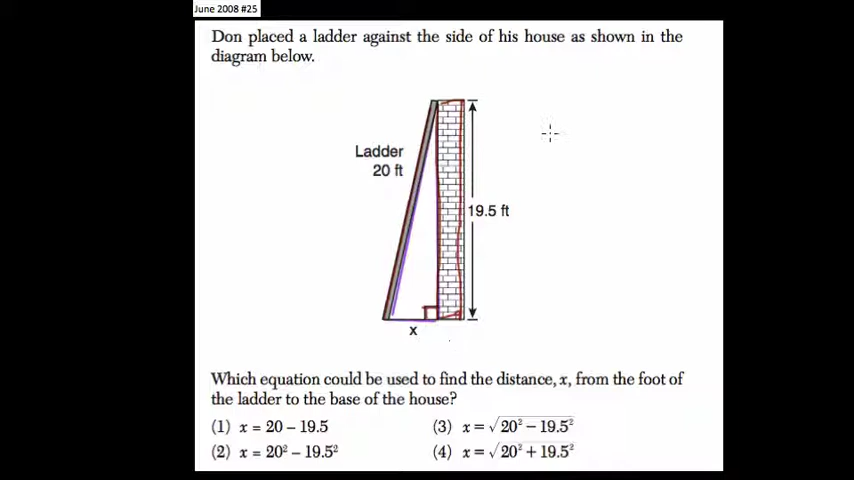 June 2008 #25
Don placed a ladder against the side of his house as shown in the
diagram below.
Ladder
20 ft
19.5 ft
x
Which equation could be used to find the distance, x, from the foot of
the ladder to the base of the house?
(1) x = 20 – 19.5
(2) x = 20² – 19.5²
(3) x = √20² – 19.5²
(4) x = √20² + 19.5²